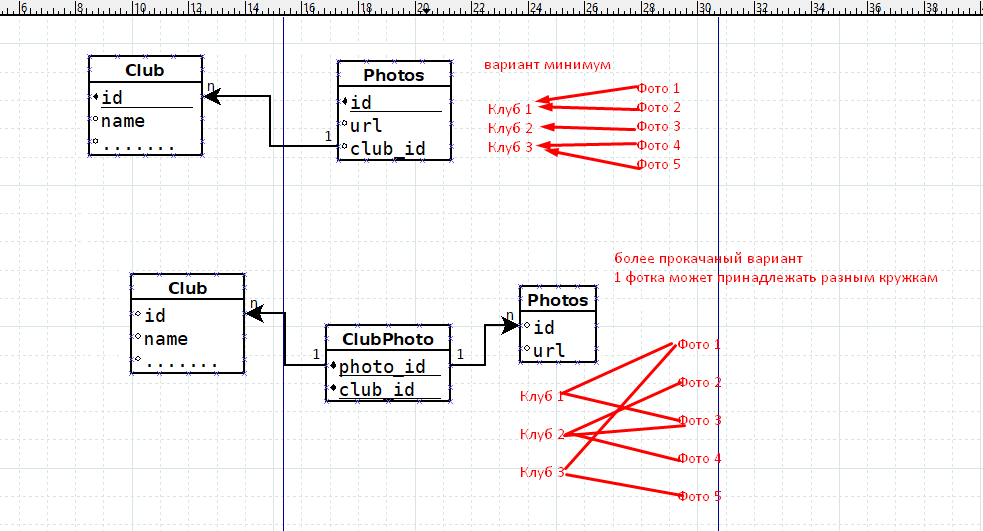 6 8 10 12 14 16 18 20 22 24 26 28 30 32 34 36 38
Club
id
name
.......
n
1
Photos
id
url
club_id
вариант минимум
Клуб 1
Клуб 2
Клуб 3
Фото 1
Фото 2
Фото 3
Фото 4
Фото 5
более прокачаный вариант
1 фотка может принадлежать разным кружкам
Club
id
name
.......
n
1
ClubPhoto
photo_id
club_id
1
n
Photos
id
url
Клуб 1
Клуб 2
Клуб 3
Фото 1
Фото 2
Фото 3
Фото 4
Фото 5